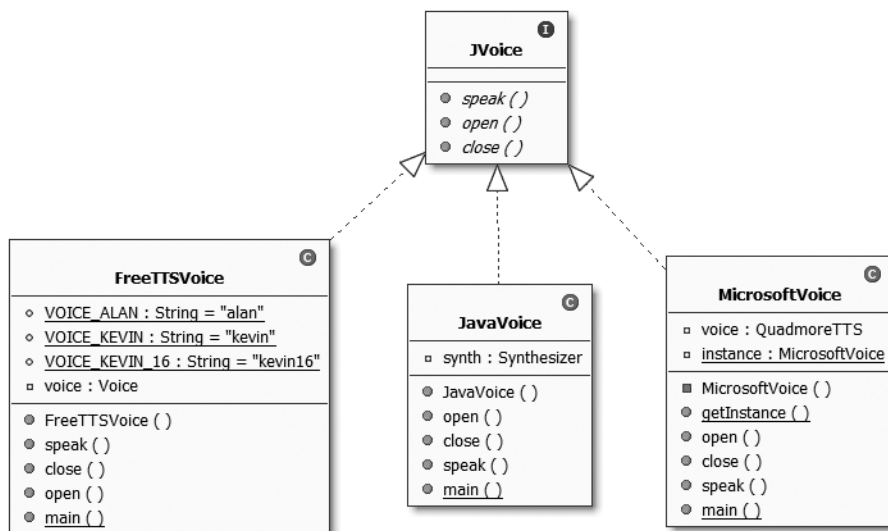 I
JVoice
speak ( )
open ( )
close ( )
C
FreeTTSVoice
VOICE_ALAN : String = "alan"
VOICE_KEVIN : String = "kevin"
VOICE_KEVIN_16 : String = "kevin16"
voice : Voice
FreeTTSVoice ( )
speak ( )
close ( )
open ( )
main ( )
C
JavaVoice
synth : Synthesizer
JavaVoice ( )
open ( )
close ( )
speak ( )
main ( )
C
MicrosoftVoice
voice : QuadmoreTTS
instance : MicrosoftVoice
MicrosoftVoice ( )
getInstance ( )
open ( )
close ( )
speak ( )
main ( )